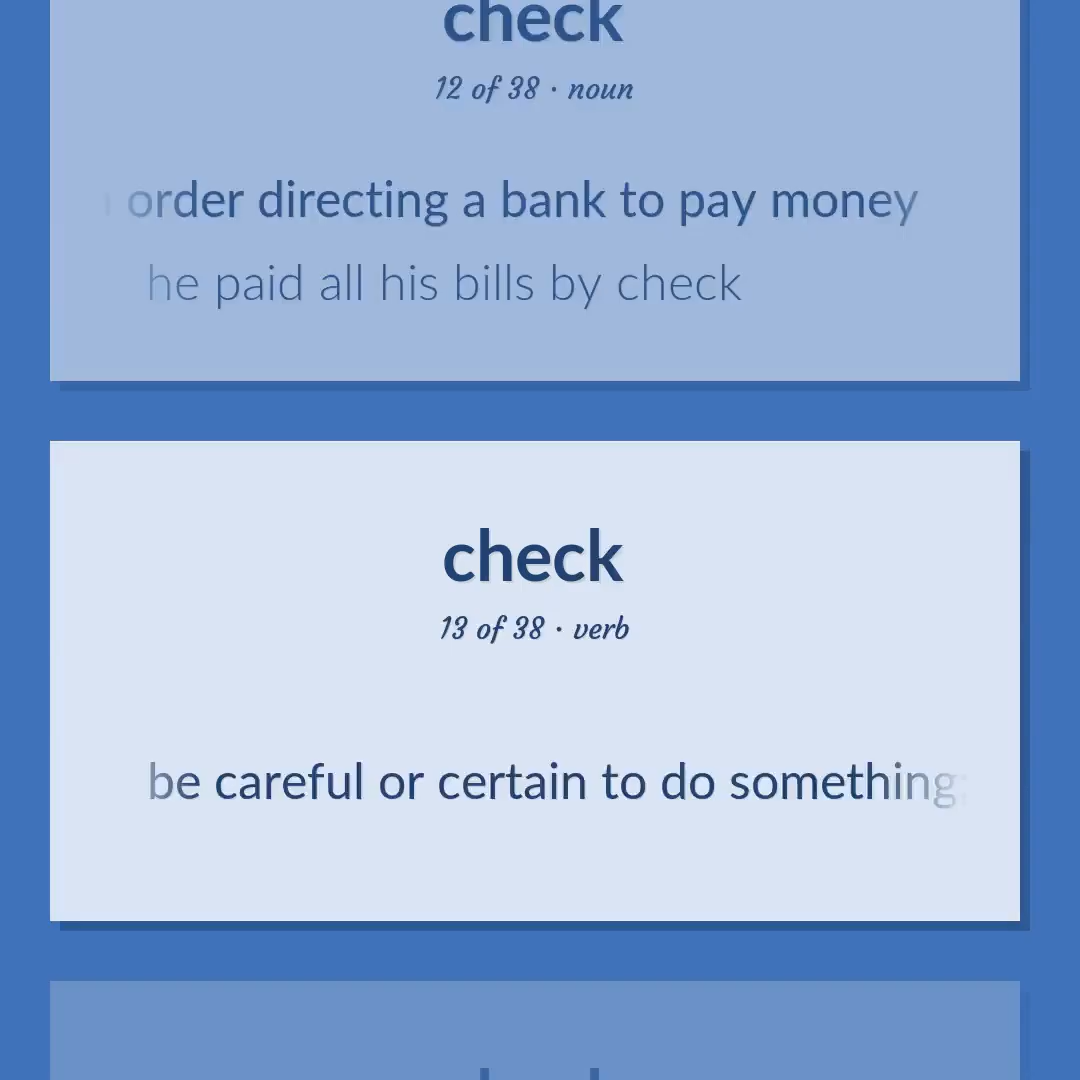 check
12 of 38 · noun
order directing a bank to pay money
he paid all his bills by check
check
13 of 38 · verb
be careful or certain to do something;